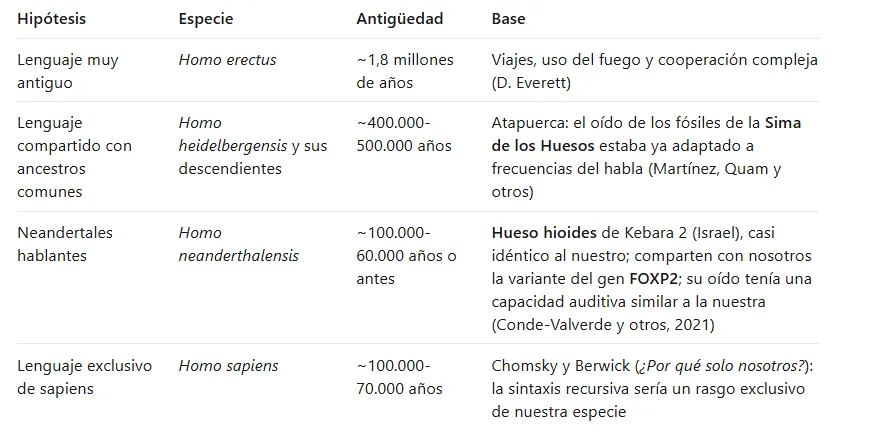 Hipótesis Especie Antigüedad Base
Lenguaje muy antiguo Homo erectus ~1,8 millones de años Viajes, uso del fuego y cooperación compleja (D. Everett)
Lenguaje compartido con ancestros comunes Homo heidelbergensis y sus descendientes ~400.000-500.000 años Atapuerca: el oído de los fósiles de la Sima de los Huesos estaba ya adaptado a frecuencias del habla (Martínez, Quam y otros)
Neandertales hablantes Homo neanderthalensis ~100.000-60.000 años o antes Hueso hioides de Kebara 2 (Israel), casi idéntico al nuestro; comparten con nosotros la variante del gen FOXP2; su oído tenía una capacidad auditiva similar a la nuestra (Conde-Valverde y otros, 2021)
Lenguaje exclusivo de sapiens Homo sapiens ~100.000-70.000 años Chomsky y Berwick (¿Por qué solo nosotros?): la sintaxis recursiva sería un rasgo exclusivo de nuestra especie